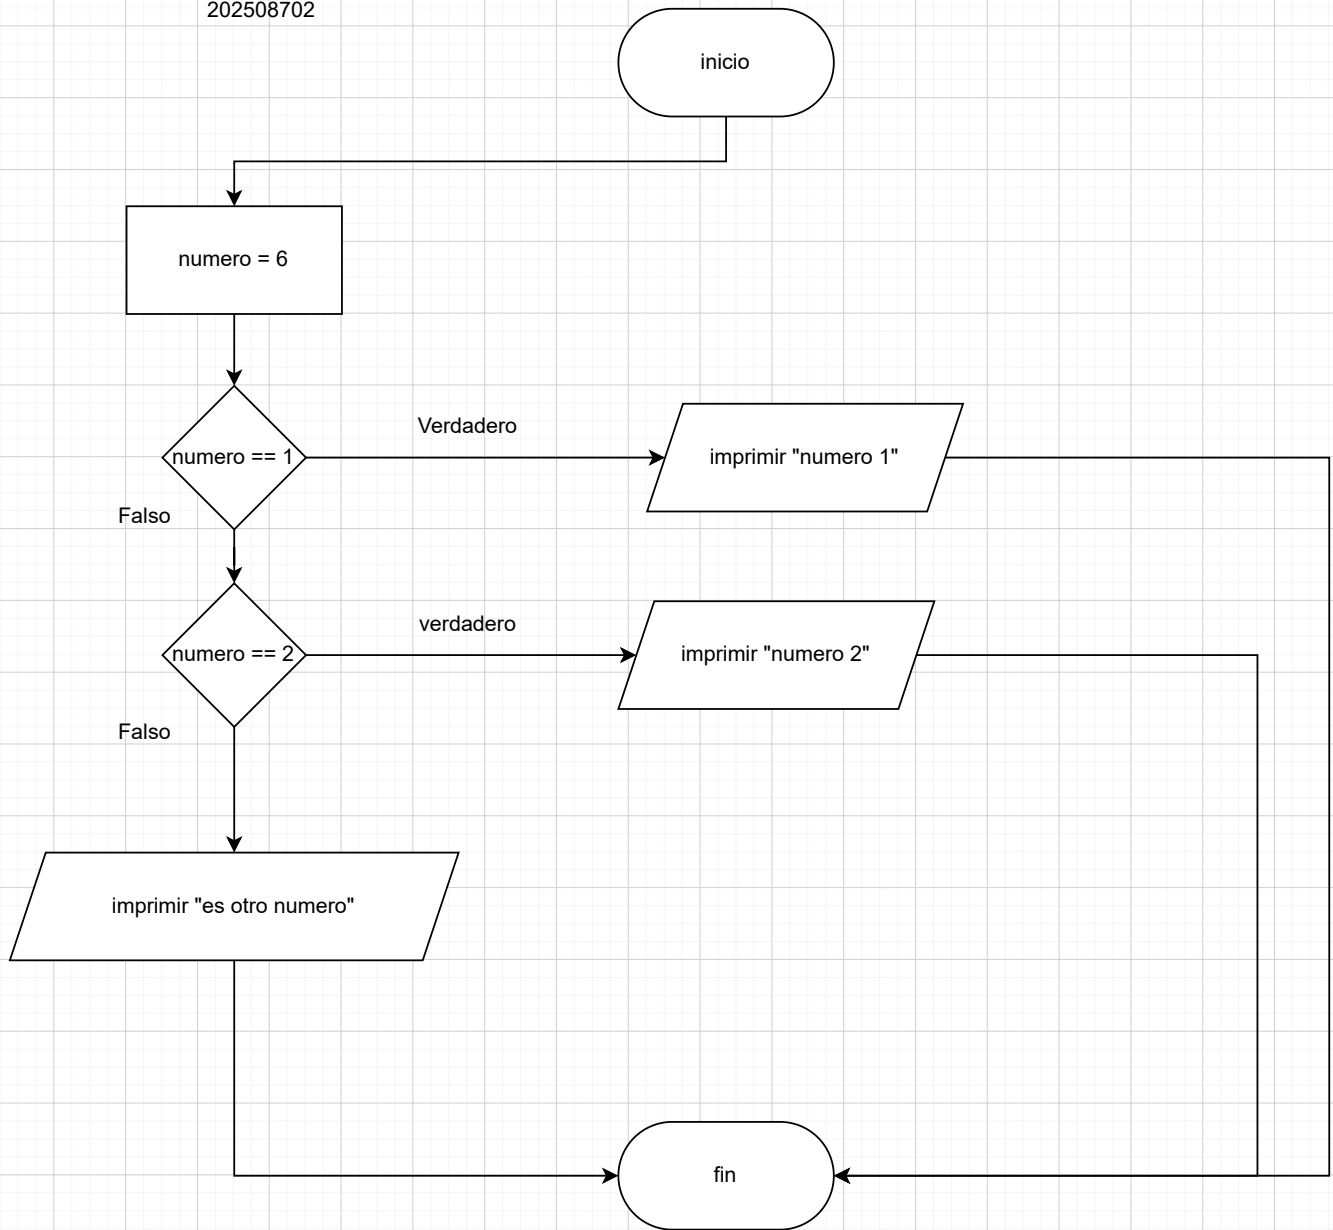 202508702
inicio
numero = 6
Verdadero
numero == 1
imprimir "numero 1"
Falso
verdadero
numero == 2
imprimir "numero 2"
Falso
imprimir "es otro numero"
fin